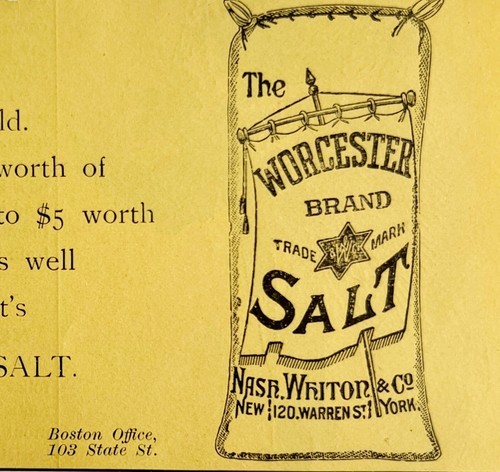 ld.
worth of
to $5 worth
s well
t's
SALT.
Boston Office,
103 State St.
The
WORCESTER
BRAND
TRADE MARK
SALT
NASH. WHITON & Co
NEW 120. WARREN ST. YORK.